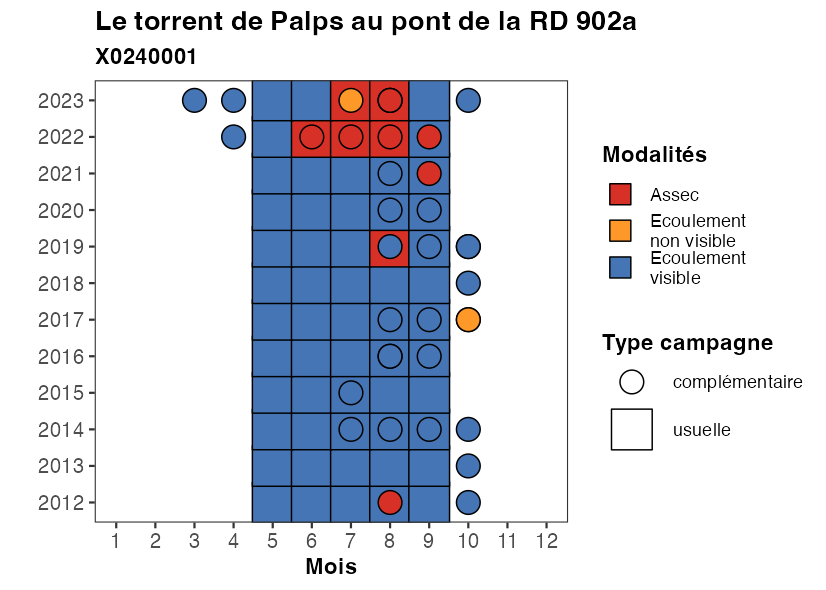 Le torrent de Palps au pont de la RD 902a
X0240001
2023
2022
2021
2020
2019
2018
2017
2016
2015
2014
2013
2012
1 2 3 4 5 6 7 8 9 10 11 12
Mois
Modalités
Assec
Ecoulement
non visible
Ecoulement
visible
Type campagne
complémentaire
usuelle